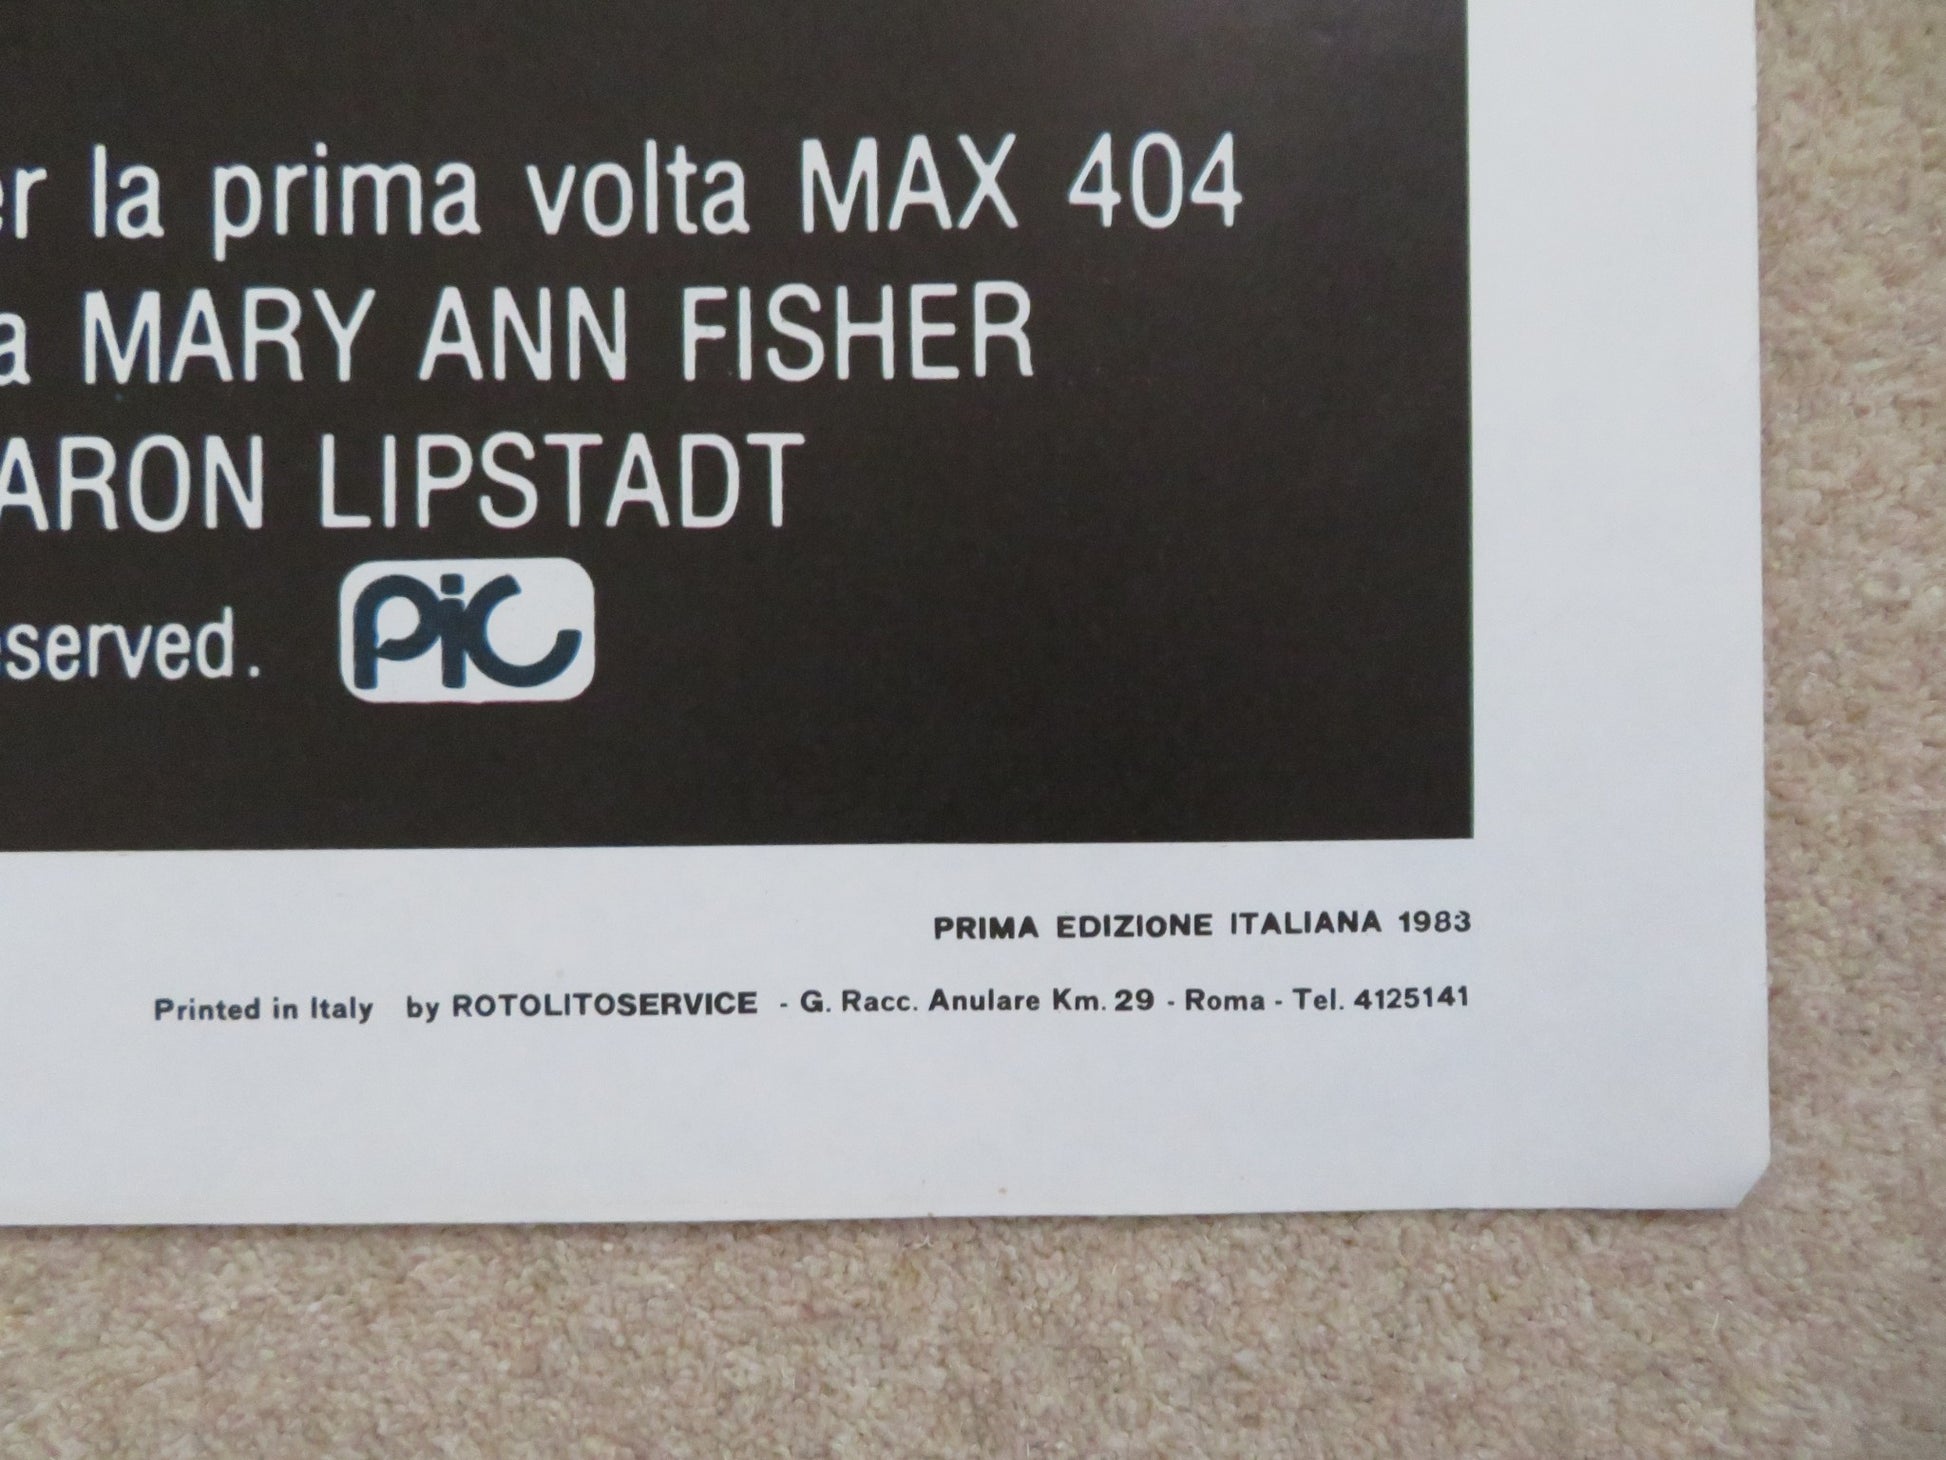 er la prima volta MAX 404
a MARY ANN FISHER
ARON LIPSTADT
eserved. PiC
PRIMA EDIZIONE ITALIANA 1983
Printed in Italy by ROTOLITOSERVICE - G. Racc. Anulare Km. 29 - Roma - Tel. 4125141